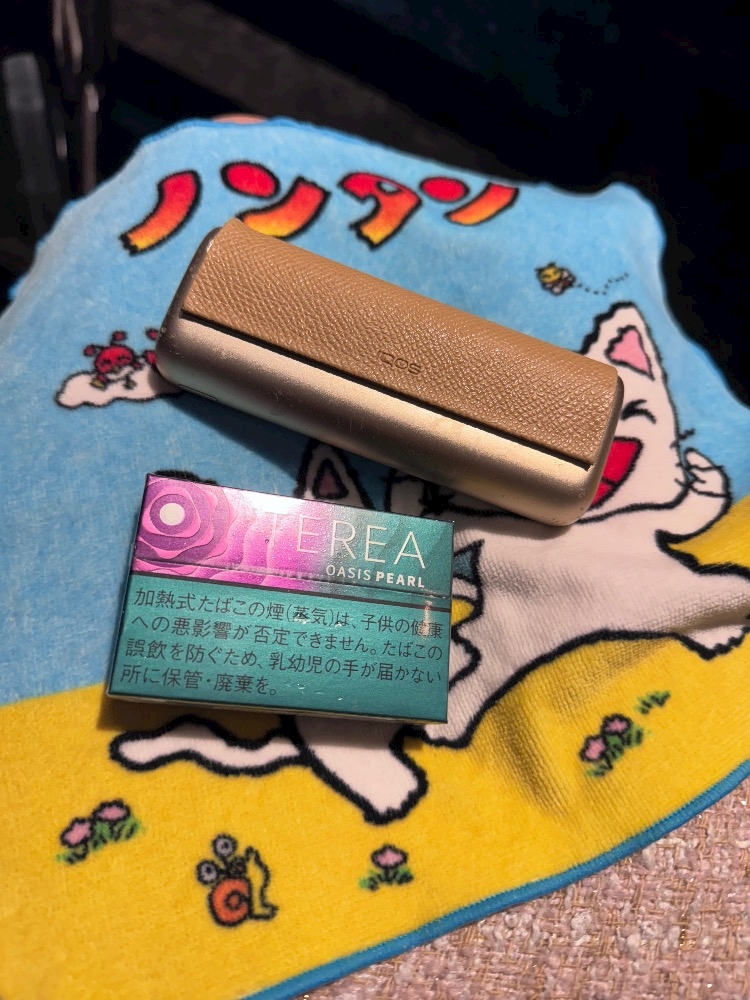 ノンタン
IQOS
TEREA
OASIS PEARL
加熱式たばこの煙(蒸気)は、子供の健康
への悪影響が否定できません。たばこの
誤飲を防ぐため、乳幼児の手が届かない
所に保管・廃棄を。